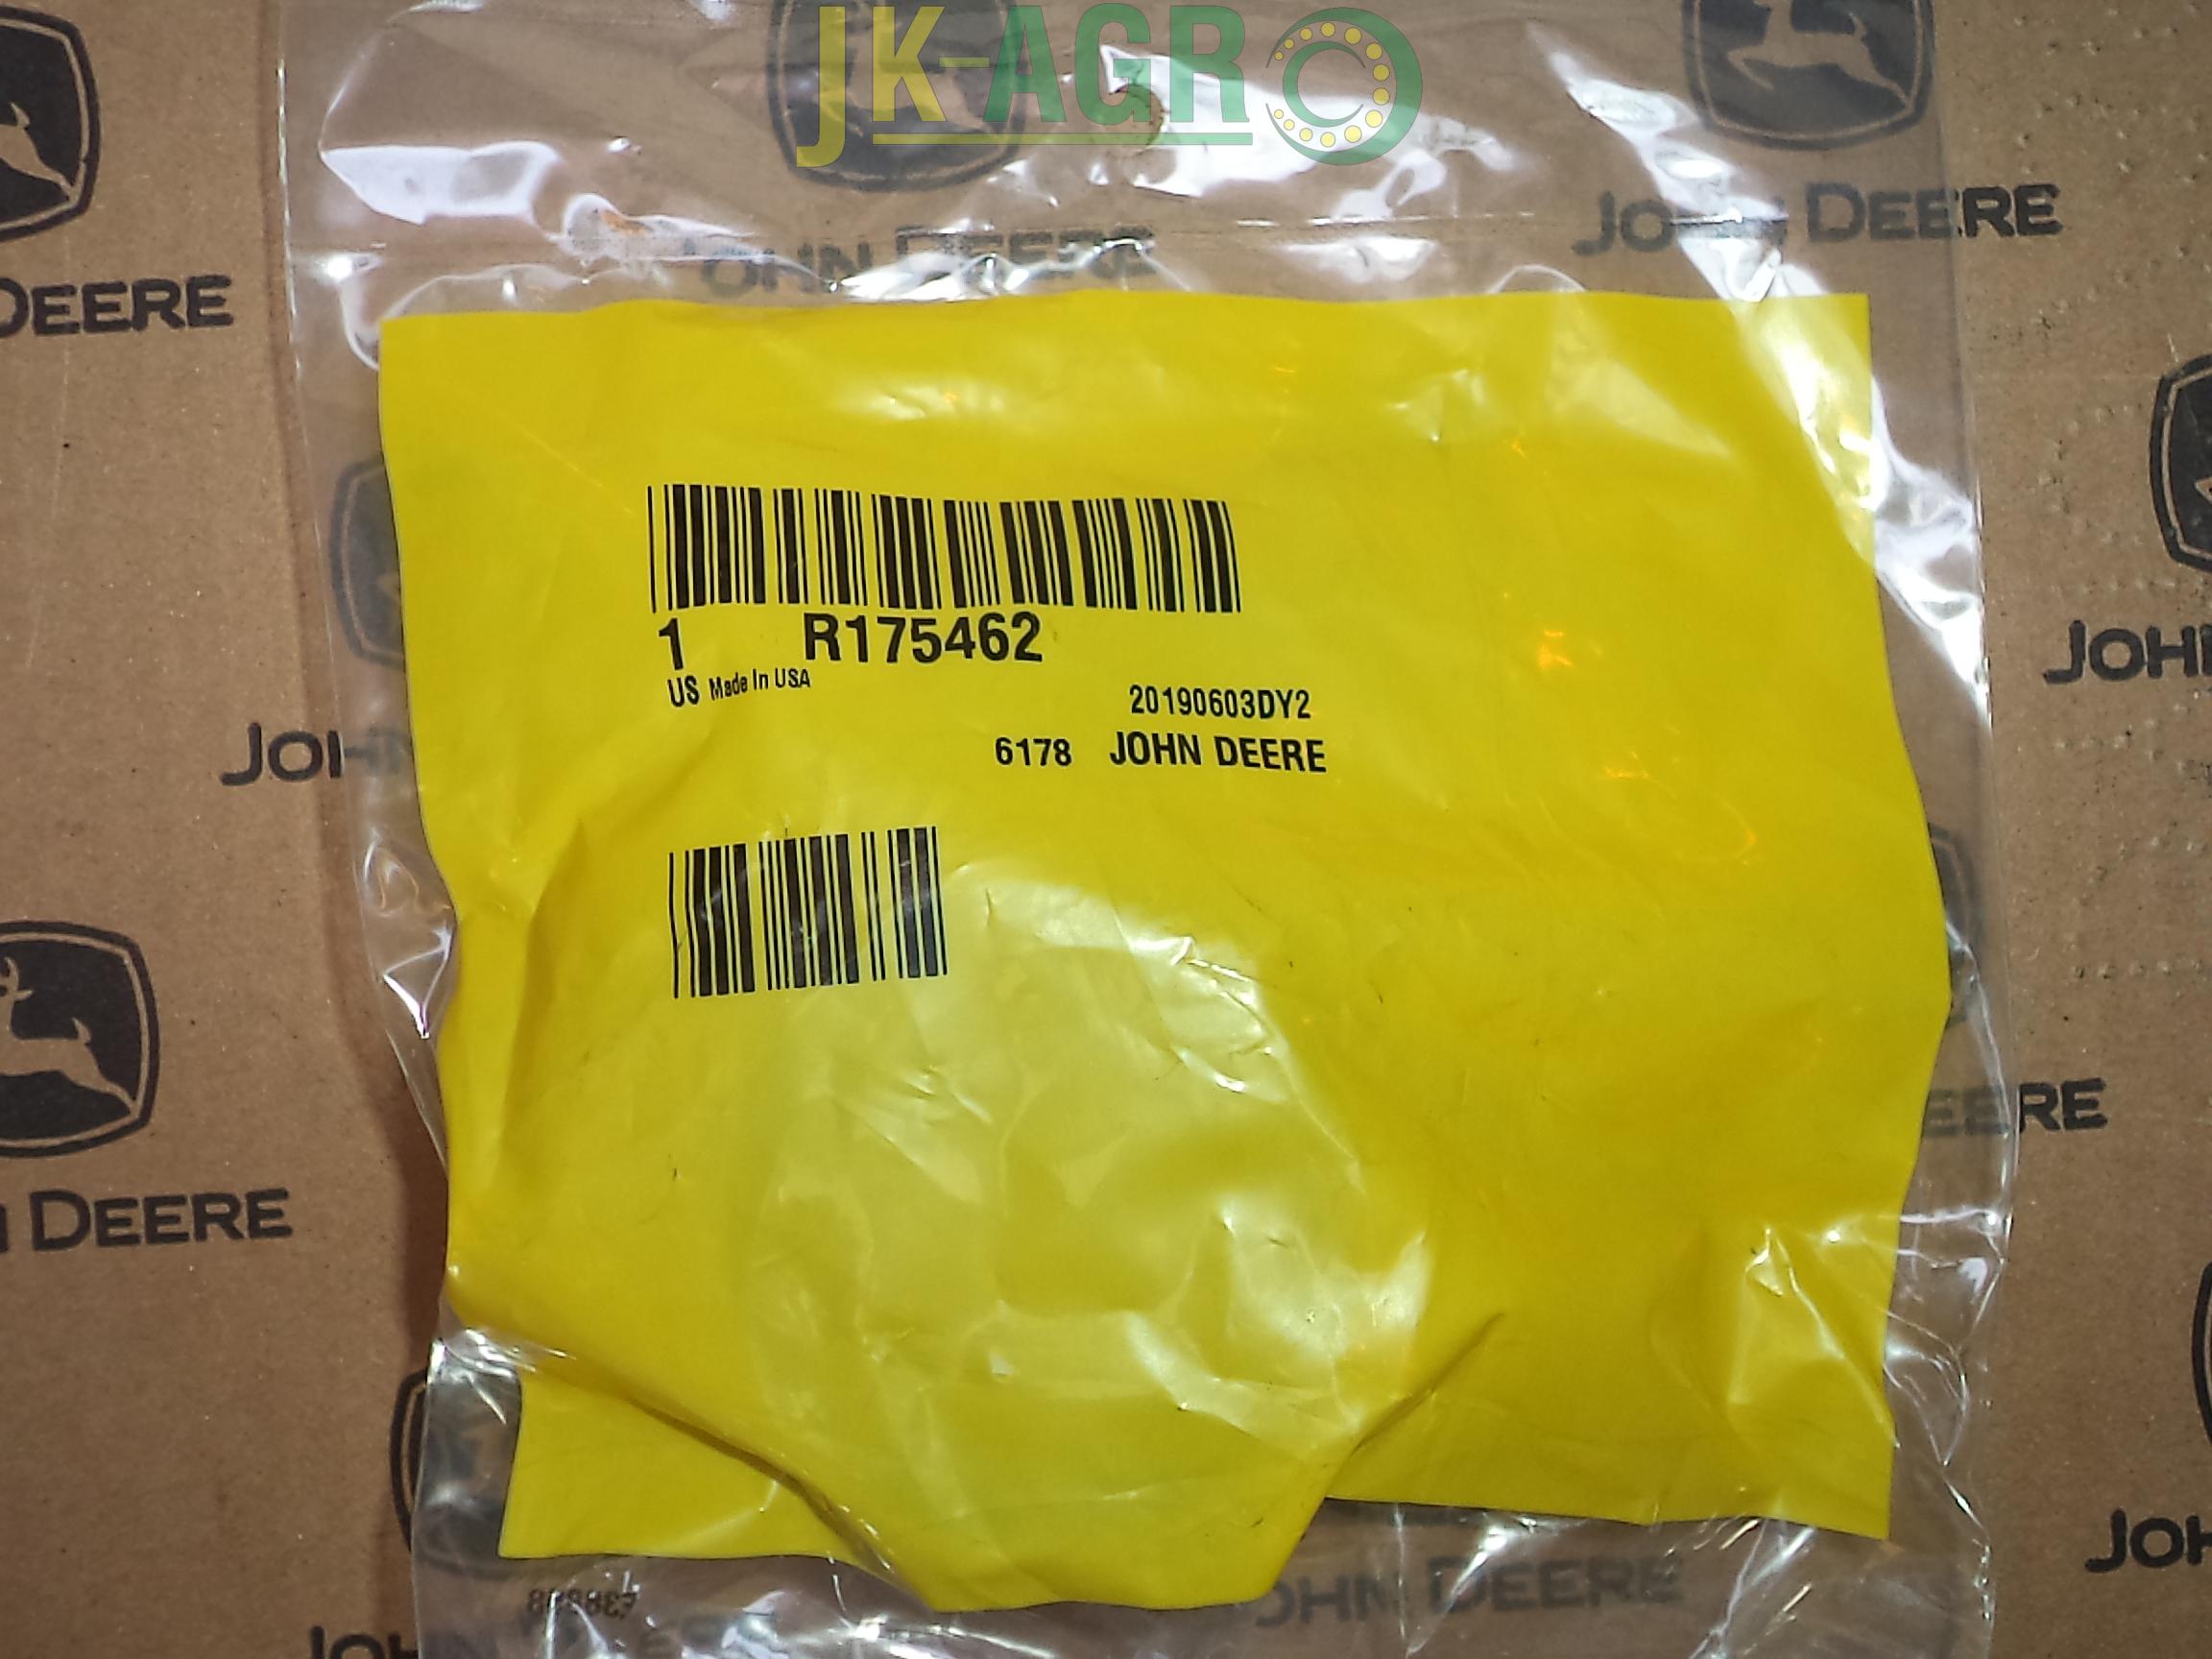 JK-AGRO
JOHN DEERE
JOHN DEERE
DEERE
1 R175462
US Made In USA
20190603DY2
6178 JOHN DEERE
JOHN
JOHN
DEERE
EERE
JOHN DEERE